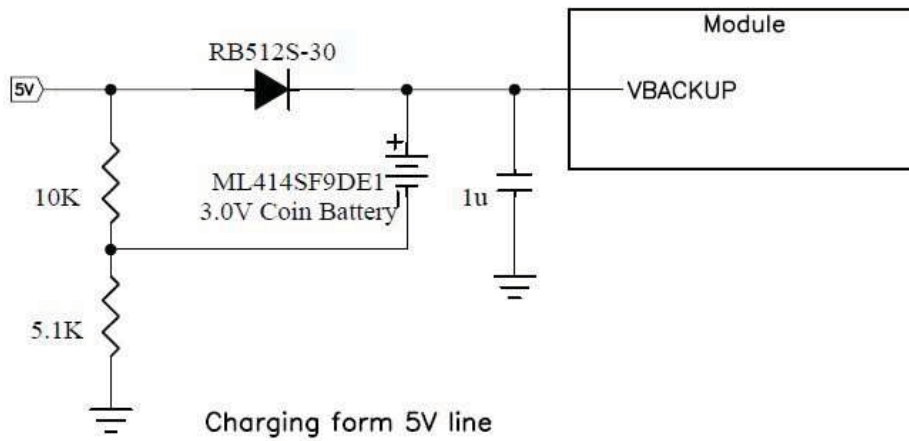 Module
RB512S-30
5V
VBACKUP
ML414SF9DE1
3.0V Coin Battery
1u
10K
5.1K
Charging form 5V line